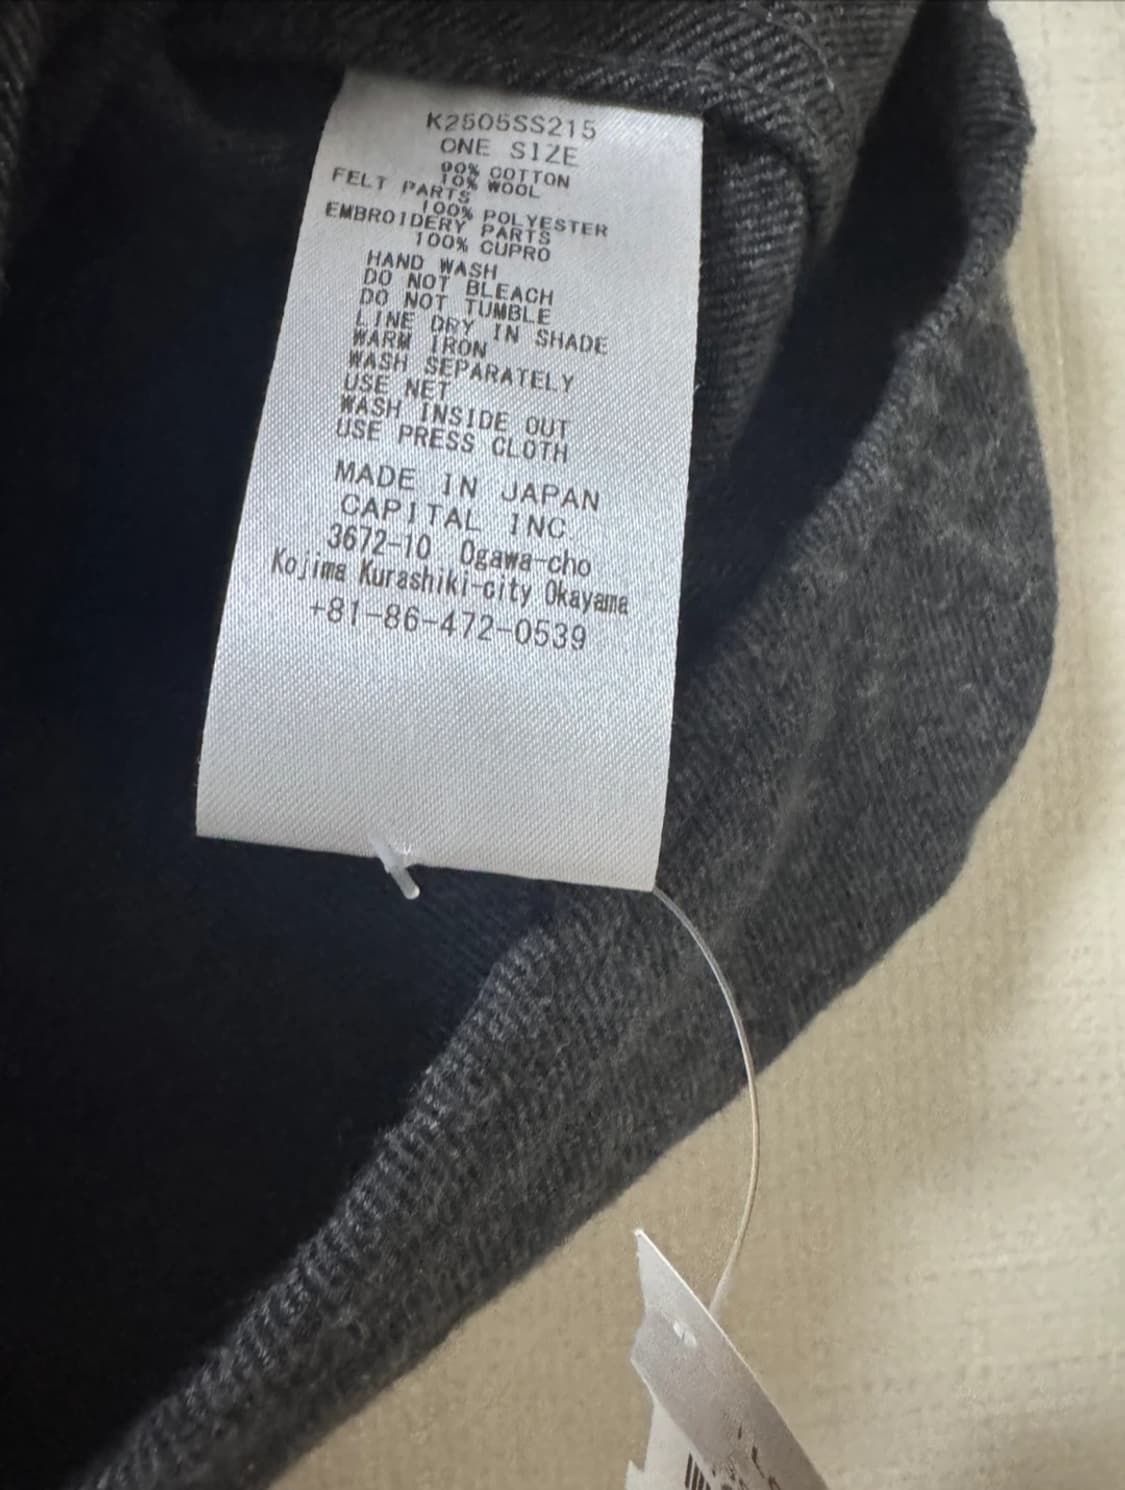 K2505SS215
ONE SIZE
90% COTTON
10% WOOL
FELT PARTS
100% POLYESTER
EMBROIDERY PARTS
100% CUPRO
HAND WASH
DO NOT BLEACH
DO NOT TUMBLE
LINE DRY IN SHADE
WARM IRON
WASH SEPARATELY
USE NET
WASH INSIDE OUT
USE PRESS CLOTH
MADE IN JAPAN
CAPITAL INC
3672-10 Ogawa-cho
Kojima Kurashiki-city Okayama
+81-86-472-0539